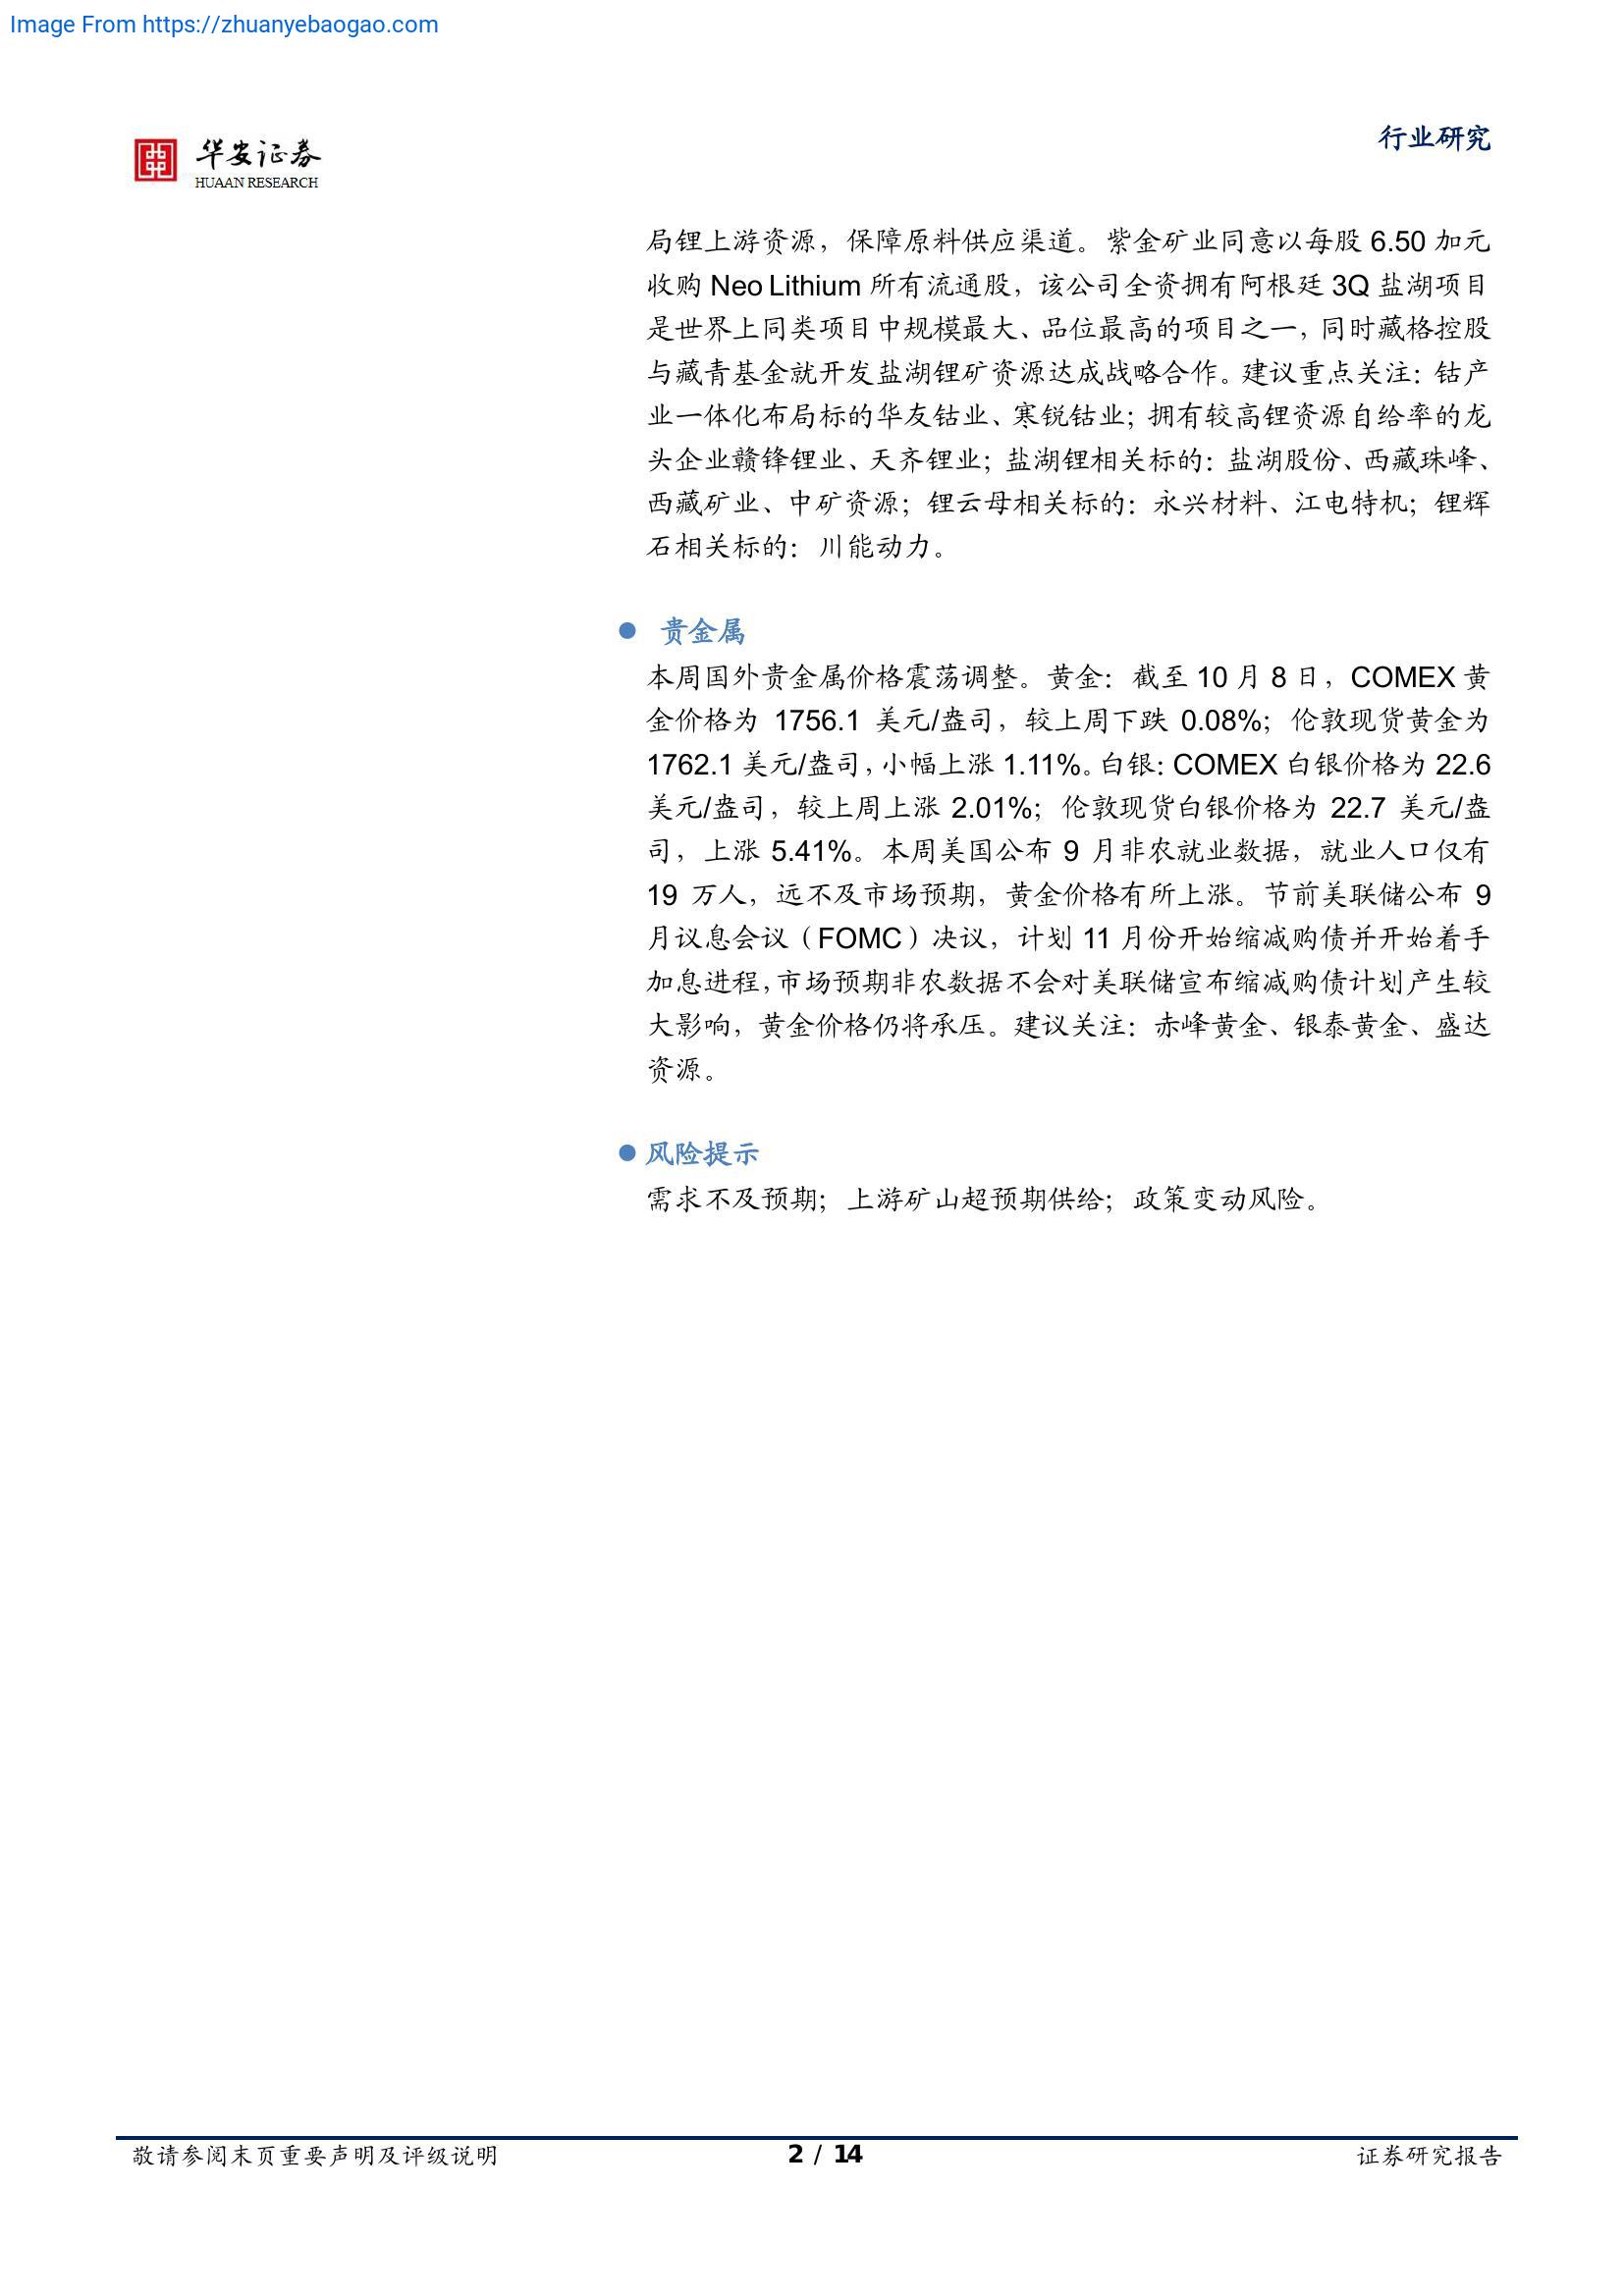 Image From https://zhuanyebaogao.com
华安证券
HUAAN RESEARCH
行业研究
局锂上游资源，保障原料供应渠道。紫金矿业同意以每股 6.50 加元
收购 Neo Lithium 所有流通股，该公司全资拥有阿根廷 3Q 盐湖项目
是世界上同类项目中规模最大、品位最高的项目之一，同时藏格控股
与藏青基金就开发盐湖锂矿资源达成战略合作。建议重点关注：钴产
业一体化布局标的华友钴业、寒锐钴业；拥有较高锂资源自给率的龙
头企业赣锋锂业、天齐锂业；盐湖锂相关标的：盐湖股份、西藏珠峰、
西藏矿业、中矿资源；锂云母相关标的：永兴材料、江电特机；锂辉
石相关标的：川能动力。
● 贵金属
本周国外贵金属价格震荡调整。黄金：截至 10 月 8 日，COMEX 黄
金价格为 1756.1 美元/盎司，较上周下跌 0.08%；伦敦现货黄金为
1762.1 美元/盎司，小幅上涨 1.11%。白银：COMEX 白银价格为 22.6
美元/盎司，较上周上涨 2.01%；伦敦现货白银价格为 22.7 美元/盎
司，上涨 5.41%。本周美国公布 9 月非农就业数据，就业人口仅有
19 万人，远不及市场预期，黄金价格有所上涨。节前美联储公布 9
月议息会议（FOMC）决议，计划 11 月份开始缩减购债并开始着手
加息进程，市场预期非农数据不会对美联储宣布缩减购债计划产生较
大影响，黄金价格仍将承压。建议关注：赤峰黄金、银泰黄金、盛达
资源。
● 风险提示
需求不及预期；上游矿山超预期供给；政策变动风险。
敬请参阅末页重要声明及评级说明
2 / 14
证券研究报告